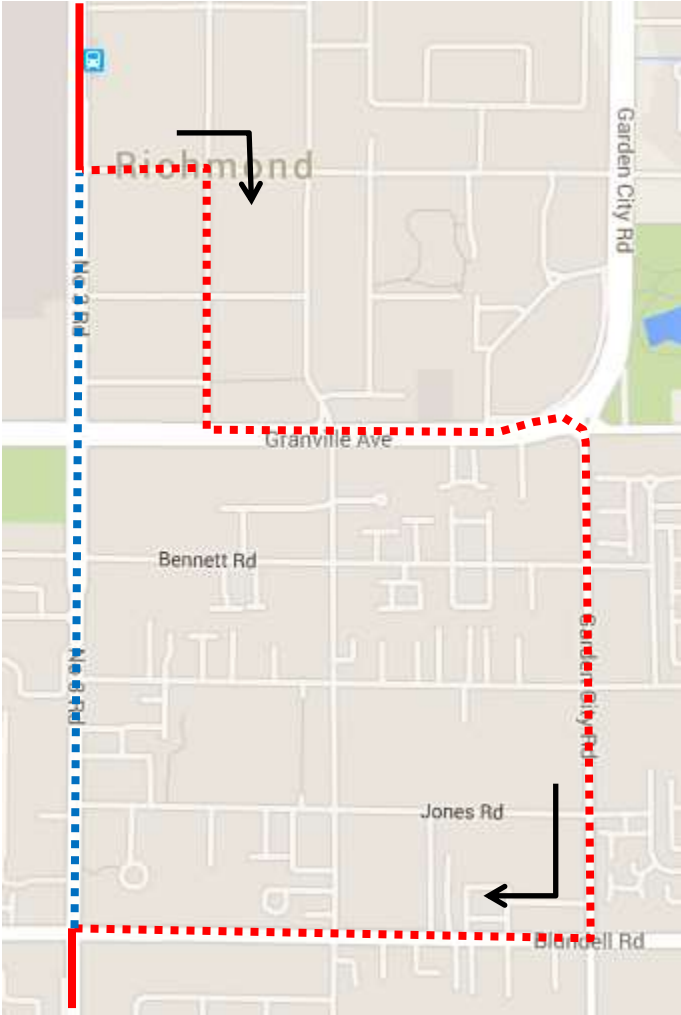 Richmond
Garden City Rd
No 3 Rd
Granville Ave
Bennett Rd
Garden City Rd
No 3 Rd
Jones Rd
Blundell Rd